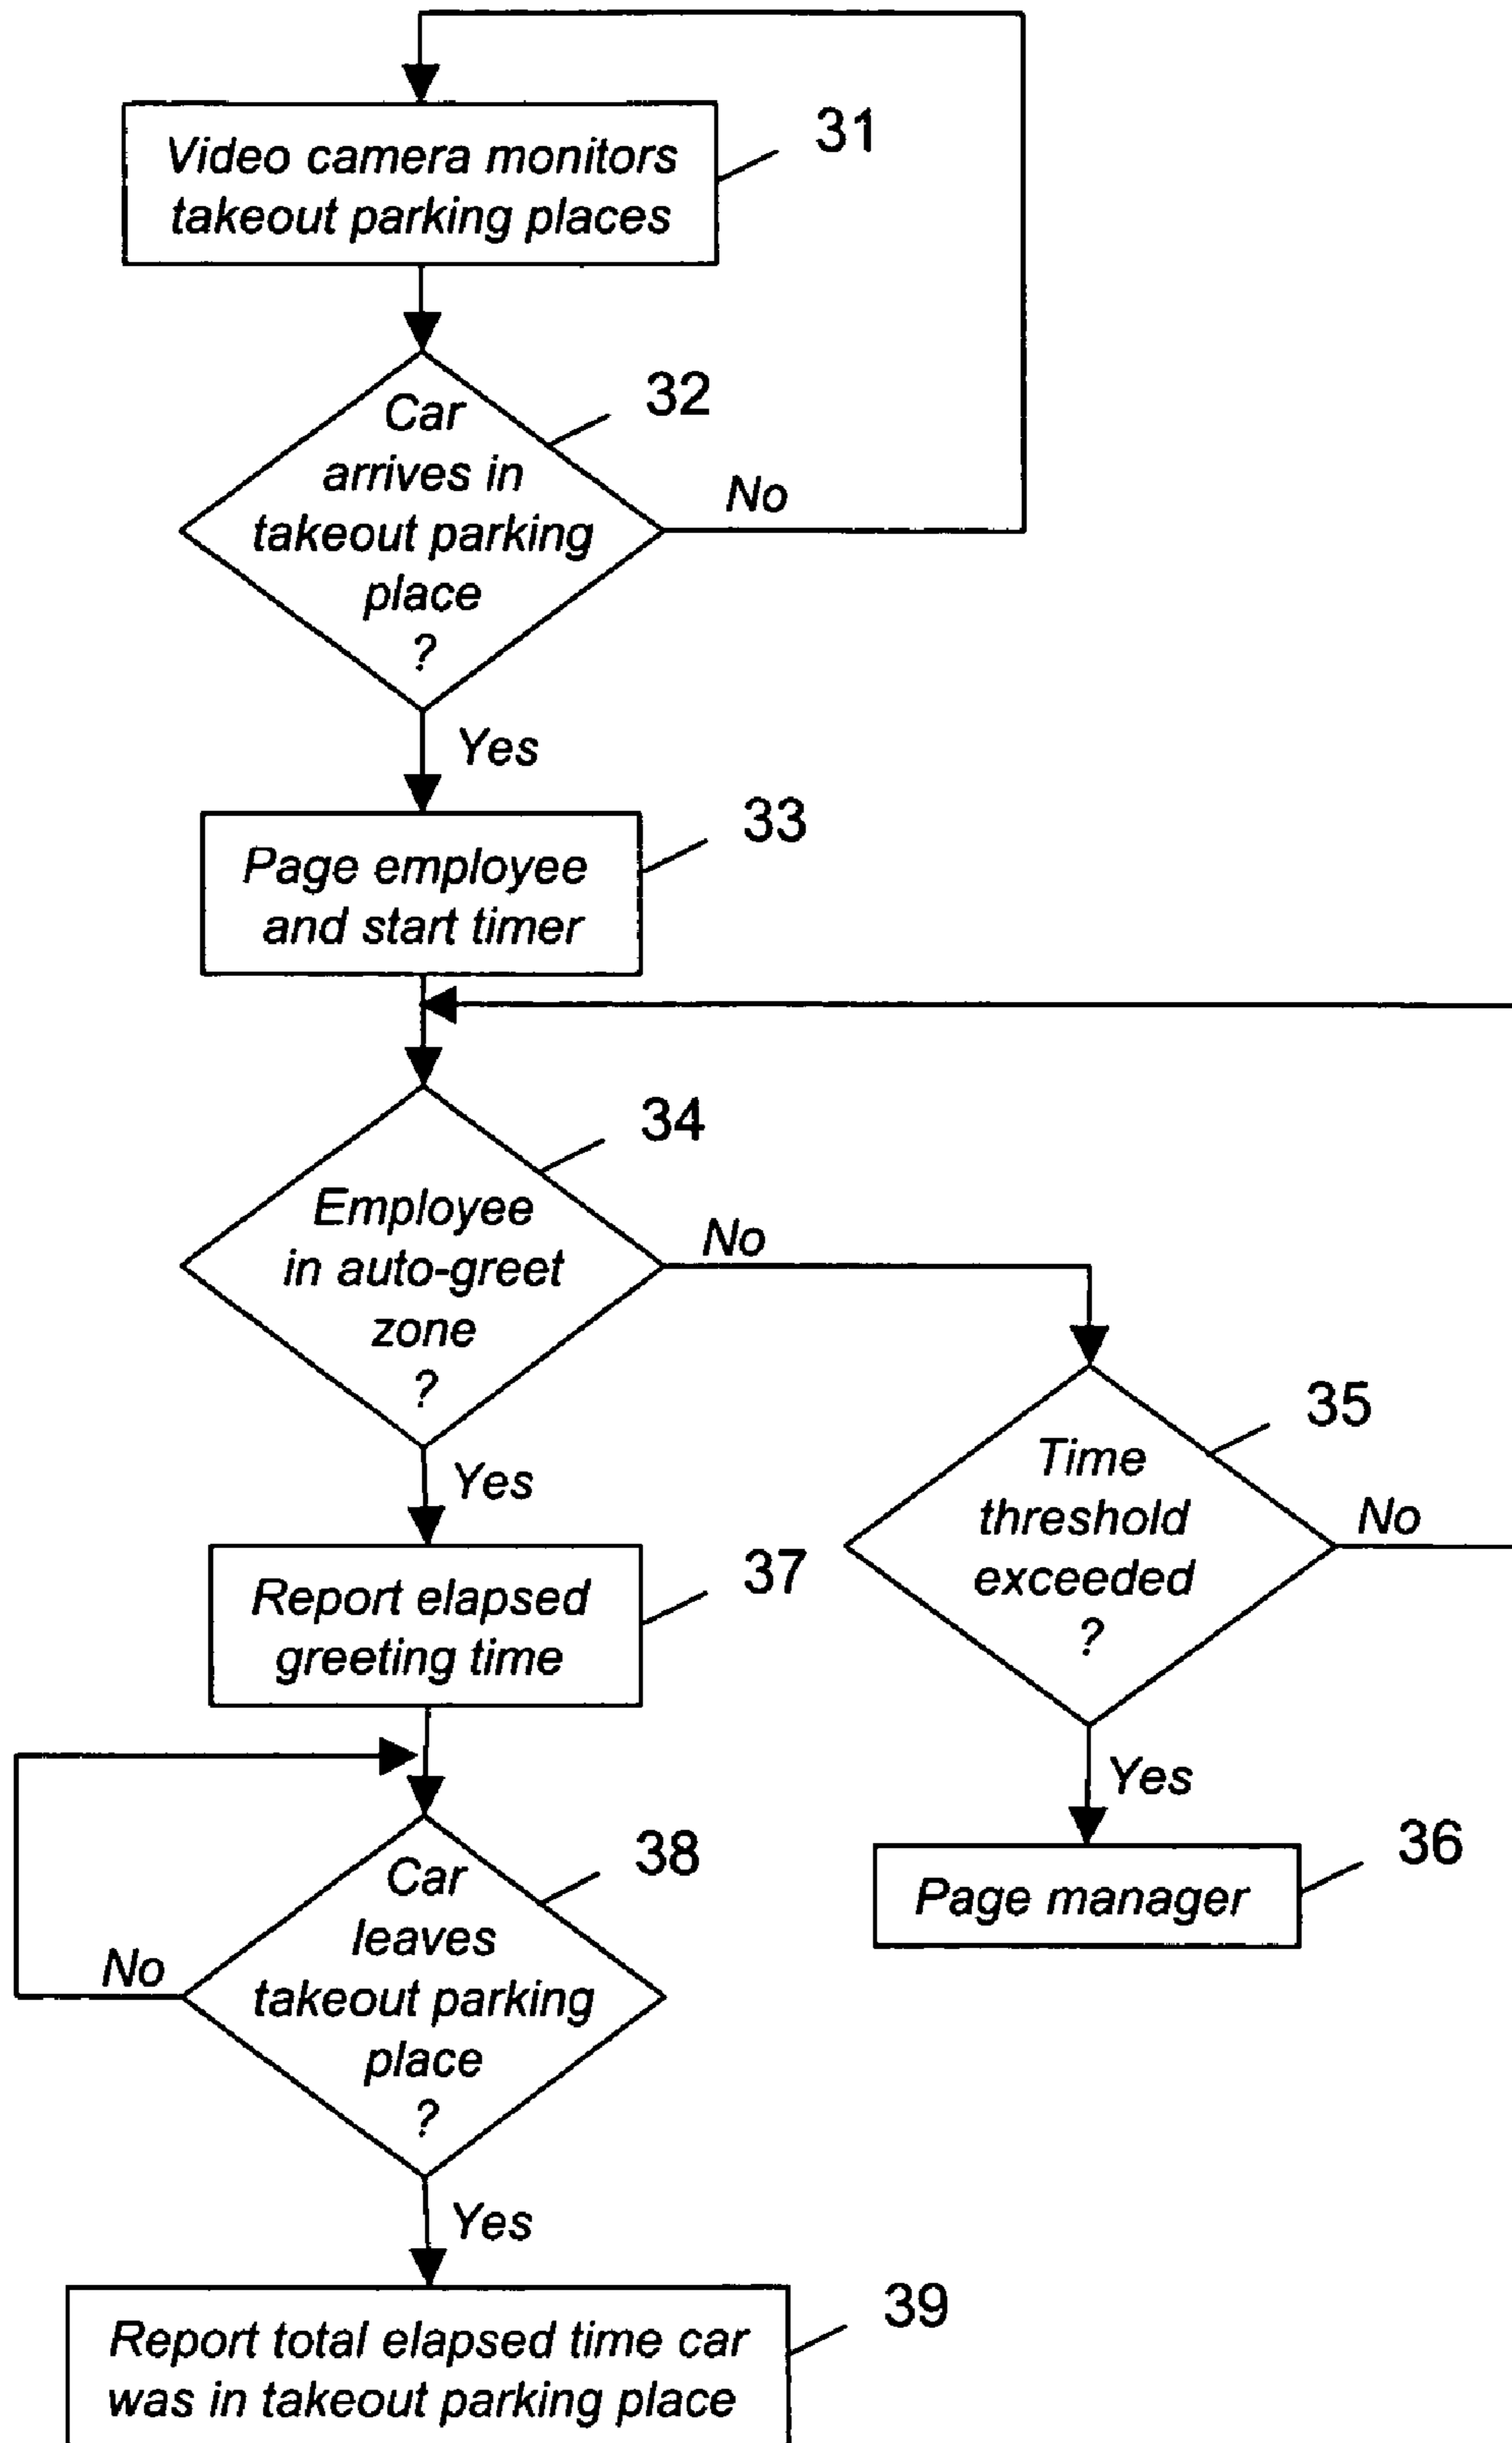 Video camera monitors
takeout parking places
31
Car
arrives in
takeout parking
place
?
32
No
Yes
Page employee
and start timer
33
Employee
in auto-greet
zone
?
34
No
Yes
Time
threshold
exceeded
?
35
No
Yes
Report elapsed
greeting time
37
Page manager
36
Car
leaves
takeout parking
place
?
38
No
Yes
Report total elapsed time car
was in takeout parking place
39